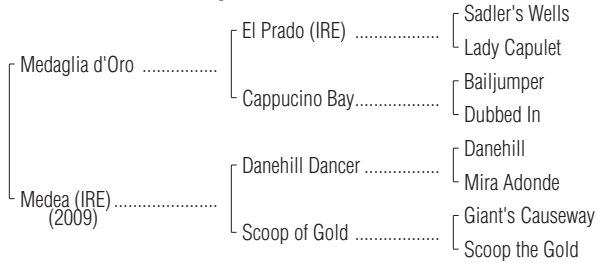 Sadler's Wells
El Prado (IRE) ..................
Lady Capulet
Medaglia d'Oro ................
Bailjumper
Cappucino Bay ..................
Dubbed In
Danehill
Danehill Dancer ................
Mira Adonde
Medea (IRE) ......................
(2009)
Giant's Causeway
Scoop of Gold ..................
Scoop the Gold